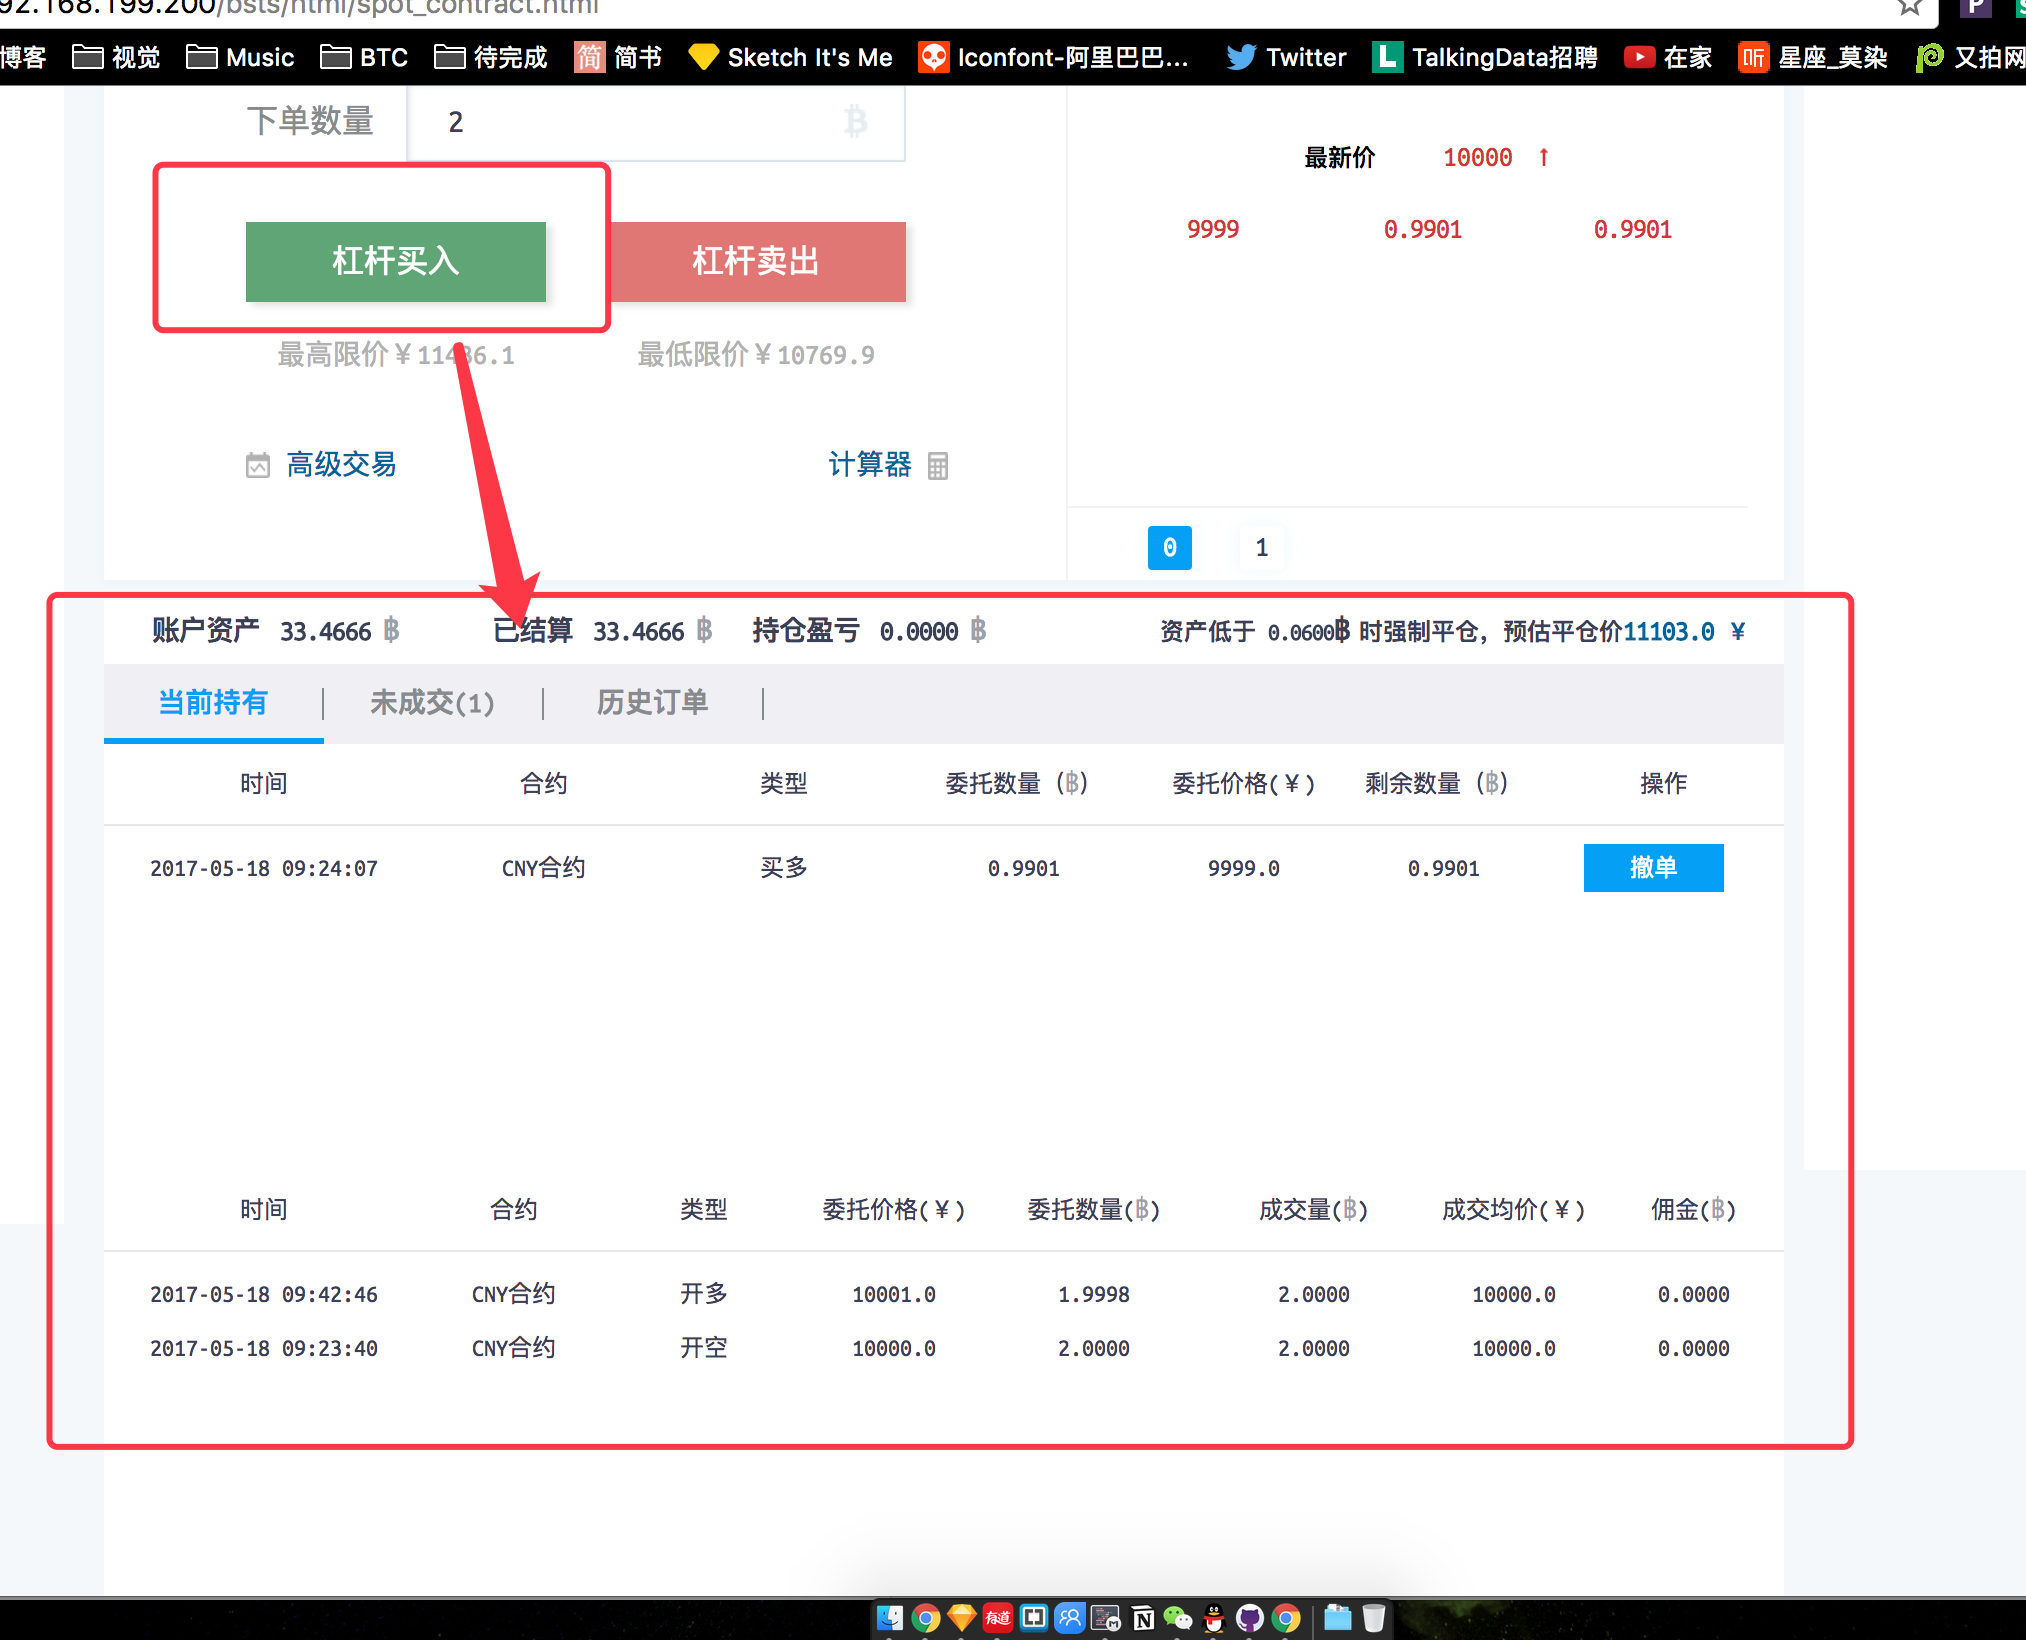 92.168.199.200/bsts/html/spot_contract.html
博客 视觉 Music BTC 待完成 简 简书 Sketch It's Me Iconfont-阿里巴巴... Twitter L TalkingData招聘 在家 听 星座_莫染 又拍网
下单数量 2 ฿
最新价 10000 ↑
9999 0.9901 0.9901
杠杆买入 杠杆卖出
最高限价¥11436.1 最低限价¥10769.9
高级交易 计算器
0 1
账户资产 33.4666 ฿ 已结算 33.4666 ฿ 持仓盈亏 0.0000 ฿ 资产低于 0.0600฿ 时强制平仓，预估平仓价11103.0 ¥
当前持有 | 未成交(1) | 历史订单 |
时间 合约 类型 委托数量 (฿) 委托价格(¥) 剩余数量 (฿) 操作
2017-05-18 09:24:07 CNY合约 买多 0.9901 9999.0 0.9901 撤单
时间 合约 类型 委托价格(¥) 委托数量(฿) 成交量(฿) 成交均价(¥) 佣金(฿)
2017-05-18 09:42:46 CNY合约 开多 10001.0 1.9998 2.0000 10000.0 0.0000
2017-05-18 09:23:40 CNY合约 开空 10000.0 2.0000 2.0000 10000.0 0.0000
有道